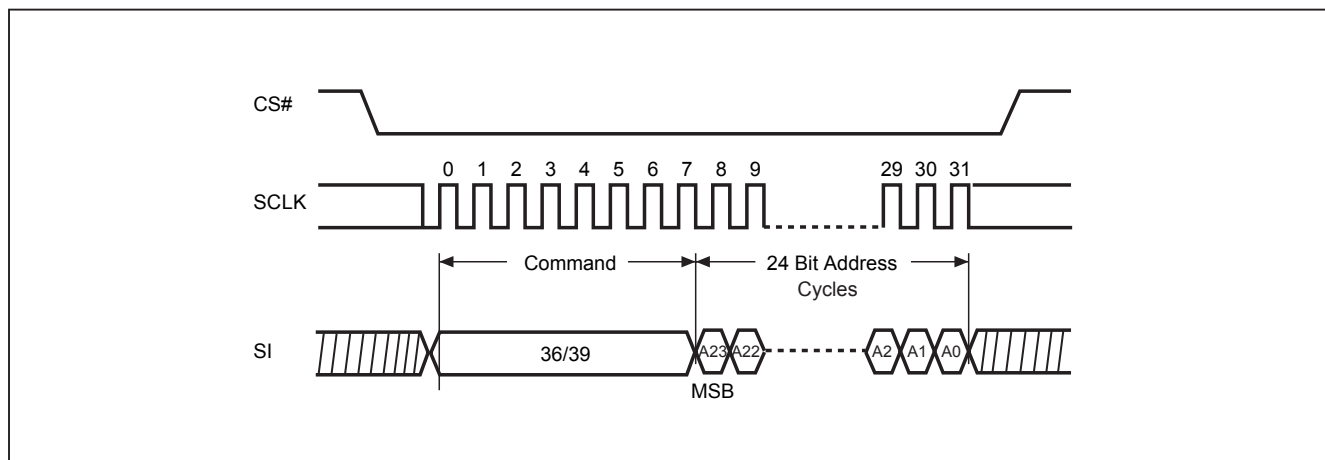 CS#
0 1 2 3 4 5 6 7 8 9 29 30 31
SCLK
Command 24 Bit Address
Cycles
SI 36/39 A23 A22 A2 A1 A0
MSB